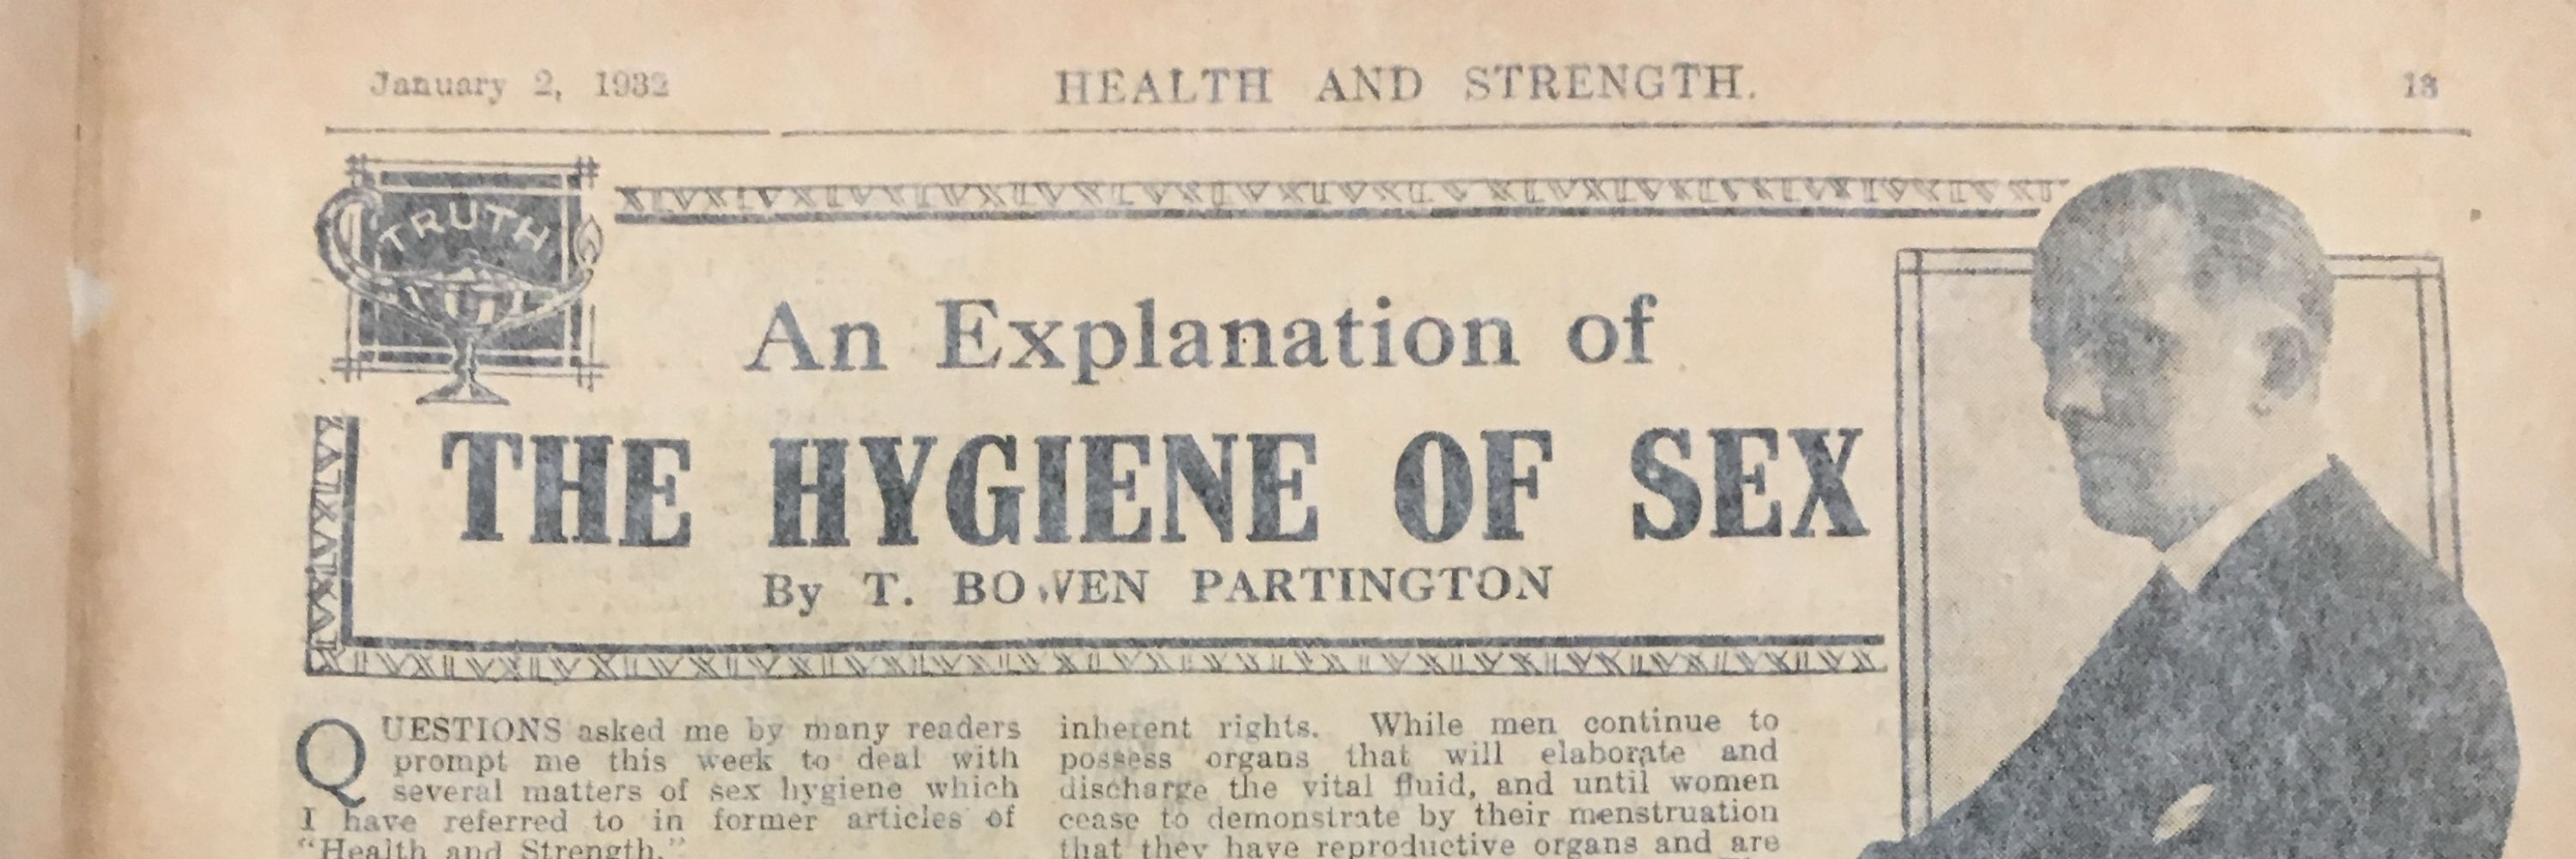 January 2, 1932
HEALTH AND STRENGTH.
13
TRUTH
An Explanation of
THE HYGIENE OF SEX
By T. BOWEN PARTINGTON
QUESTIONS asked me by many readers
prompt me this week to deal with
several matters of sex hygiene which
I have referred to in former articles of
"Health and Strength."
inherent rights. While men continue to
possess organs that will elaborate and
discharge the vital fluid, and until women
cease to demonstrate by their menstruation
that they have reproductive organs and are